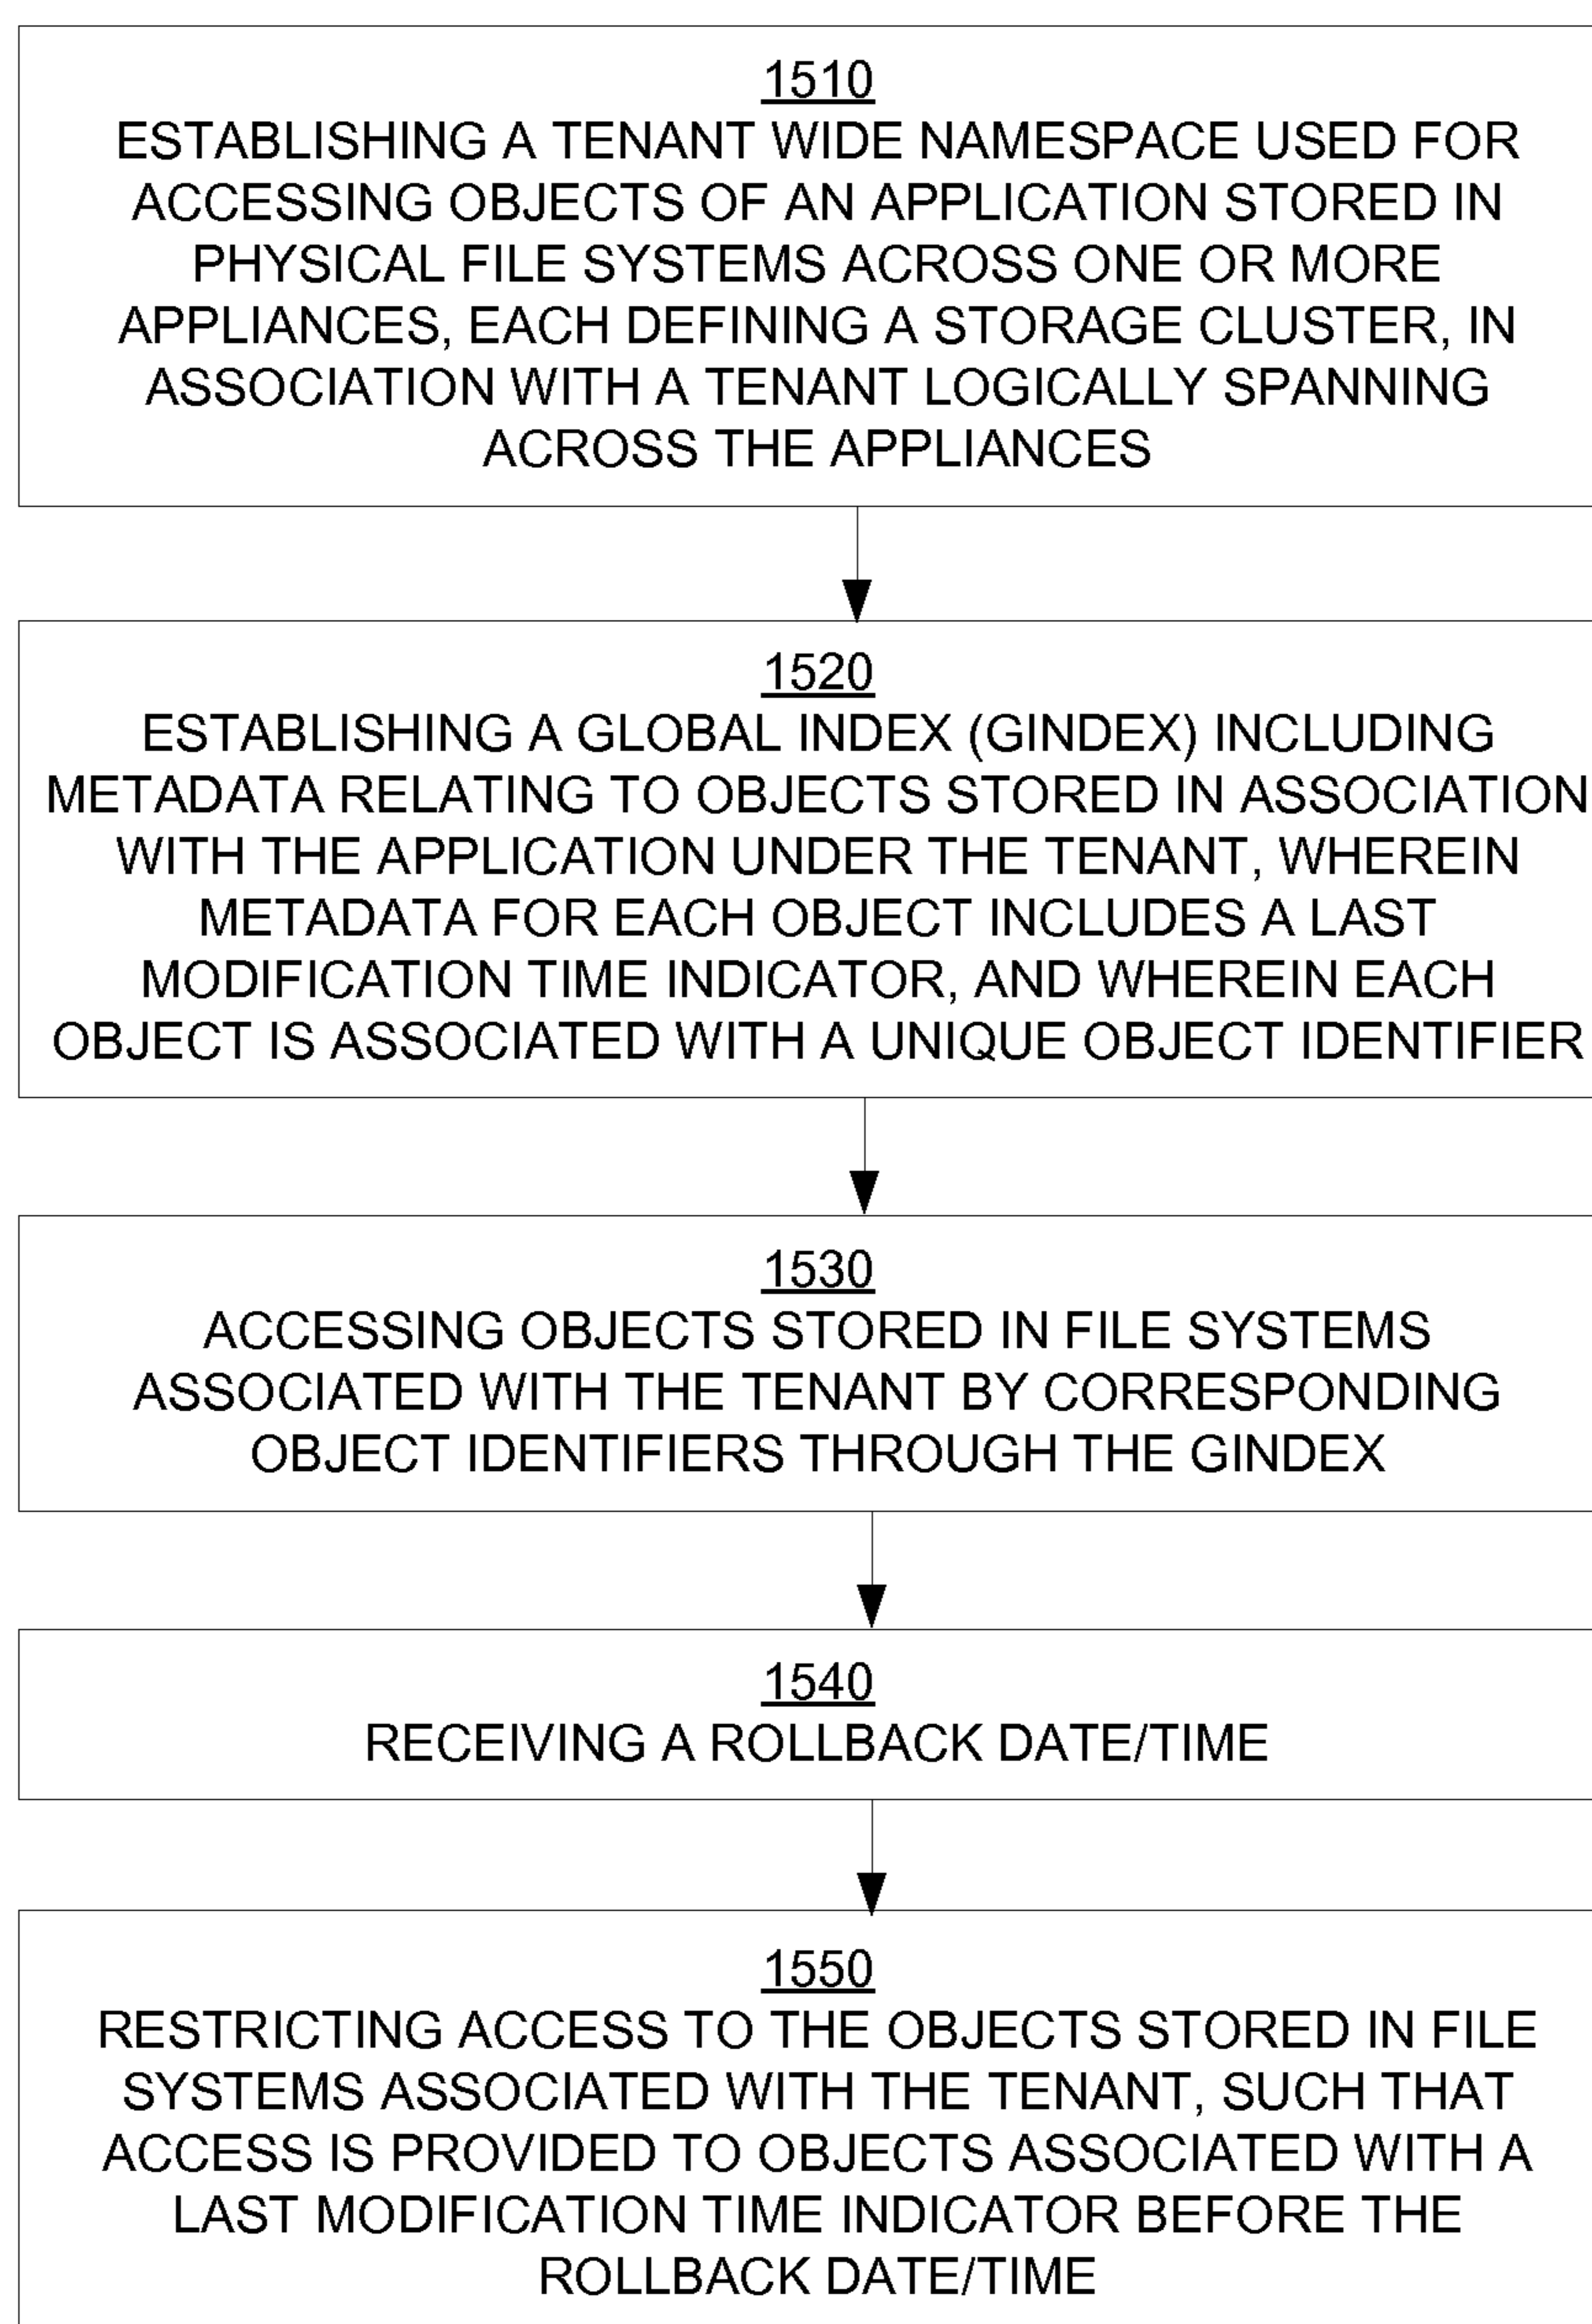 1510
ESTABLISHING A TENANT WIDE NAMESPACE USED FOR
ACCESSING OBJECTS OF AN APPLICATION STORED IN
PHYSICAL FILE SYSTEMS ACROSS ONE OR MORE
APPLIANCES, EACH DEFINING A STORAGE CLUSTER, IN
ASSOCIATION WITH A TENANT LOGICALLY SPANNING
ACROSS THE APPLIANCES
1520
ESTABLISHING A GLOBAL INDEX (GINDEX) INCLUDING
METADATA RELATING TO OBJECTS STORED IN ASSOCIATION
WITH THE APPLICATION UNDER THE TENANT, WHEREIN
METADATA FOR EACH OBJECT INCLUDES A LAST
MODIFICATION TIME INDICATOR, AND WHEREIN EACH
OBJECT IS ASSOCIATED WITH A UNIQUE OBJECT IDENTIFIER
1530
ACCESSING OBJECTS STORED IN FILE SYSTEMS
ASSOCIATED WITH THE TENANT BY CORRESPONDING
OBJECT IDENTIFIERS THROUGH THE GINDEX
1540
RECEIVING A ROLLBACK DATE/TIME
1550
RESTRICTING ACCESS TO THE OBJECTS STORED IN FILE
SYSTEMS ASSOCIATED WITH THE TENANT, SUCH THAT
ACCESS IS PROVIDED TO OBJECTS ASSOCIATED WITH A
LAST MODIFICATION TIME INDICATOR BEFORE THE
ROLLBACK DATE/TIME